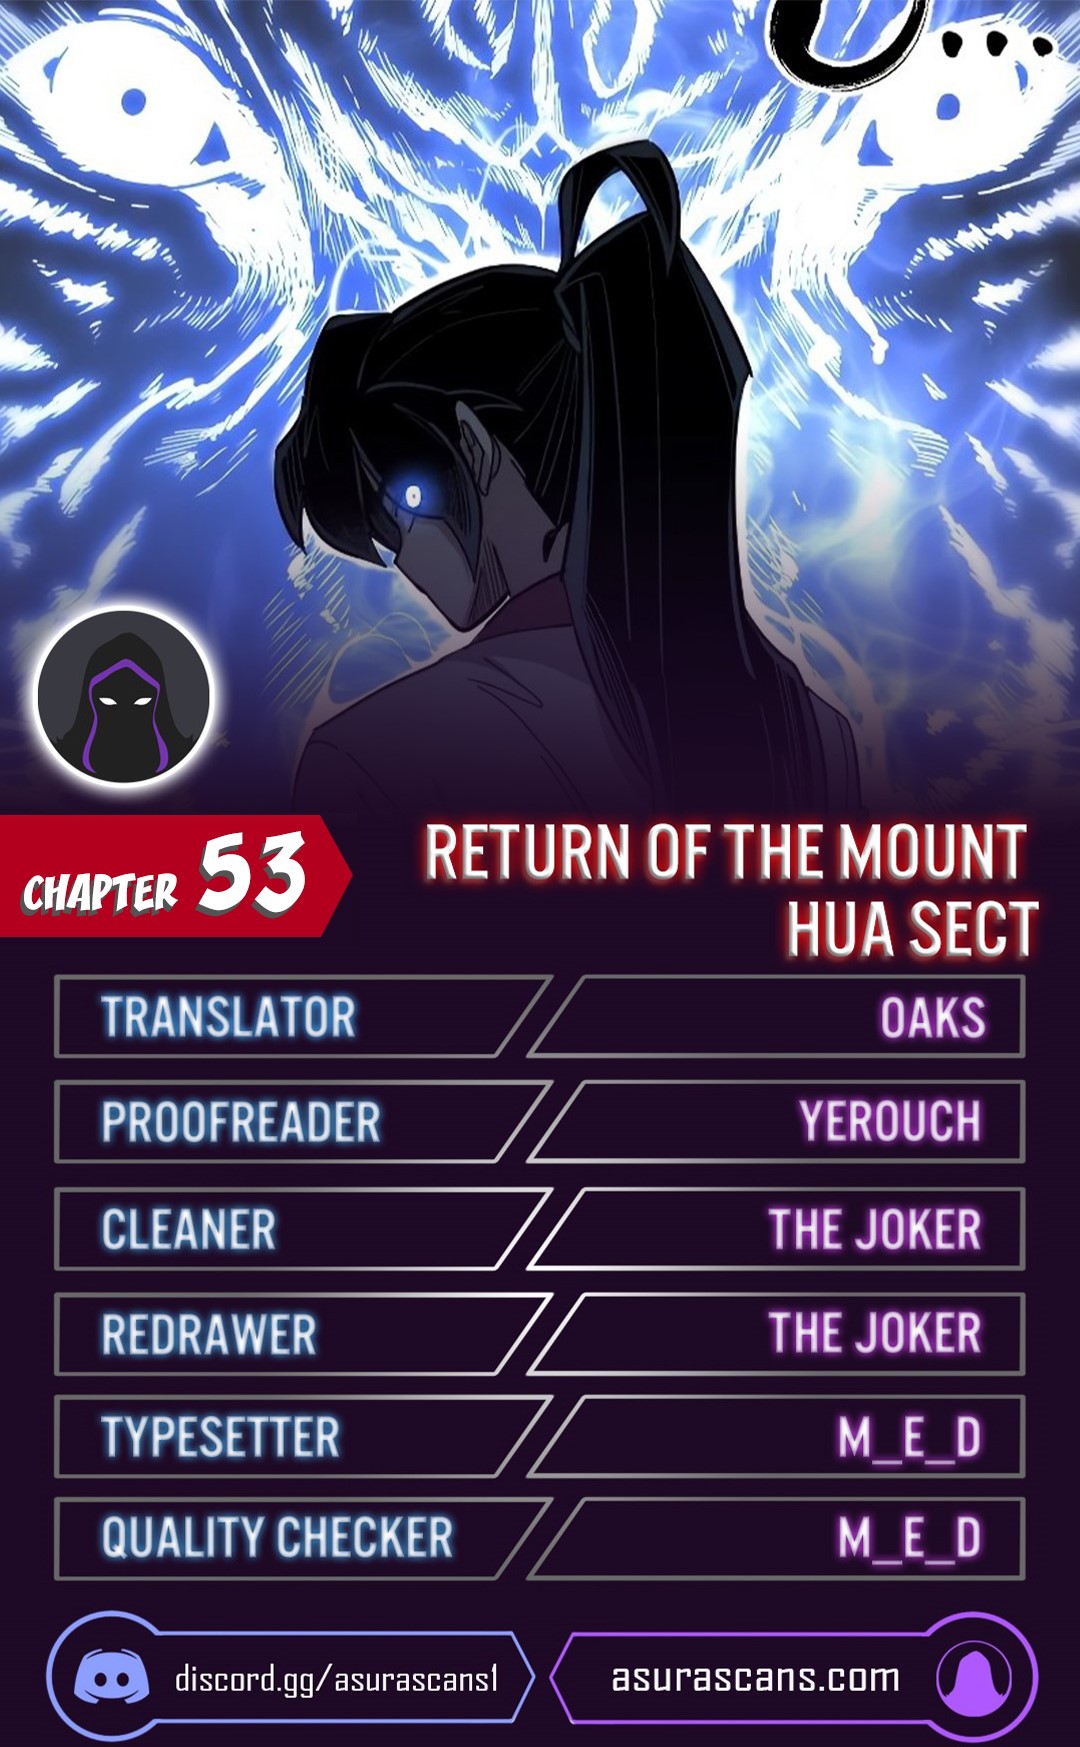 ...
CHAPTER 53
RETURN OF THE MOUNT
HUA SECT
TRANSLATOR
OAKS
PROOFREADER
YEROUCH
CLEANER
THE JOKER
REDRAWER
THE JOKER
TYPESETTER
M_E_D
QUALITY CHECKER
M_E_D
discord.gg/asurascans1
asurascans.com